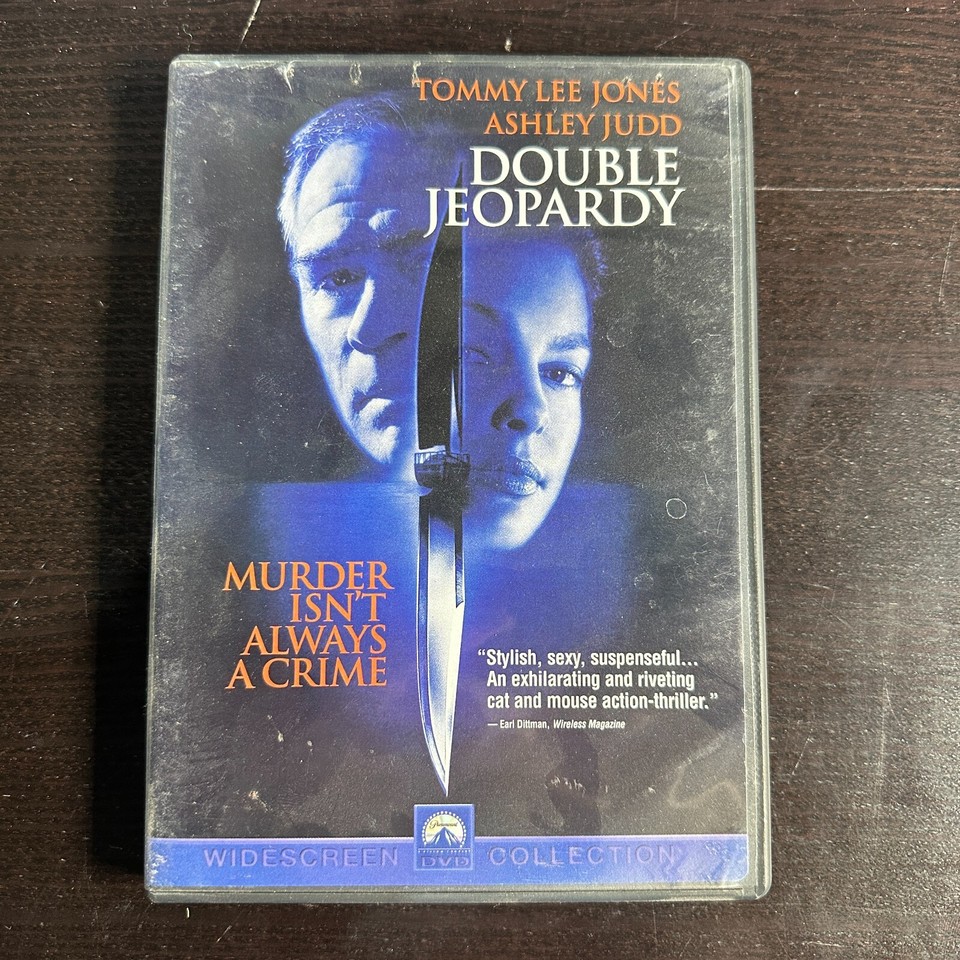 TOMMY LEE JONES
ASHLEY JUDD
DOUBLE
JEOPARDY
MURDER
ISN'T
ALWAYS
A CRIME
“Stylish, sexy, suspenseful...
An exhilarating and riveting
cat and mouse action-thriller.”
— Earl Dittman, Wireless Magazine
Paramount
WIDESCREEN DVD COLLECTION